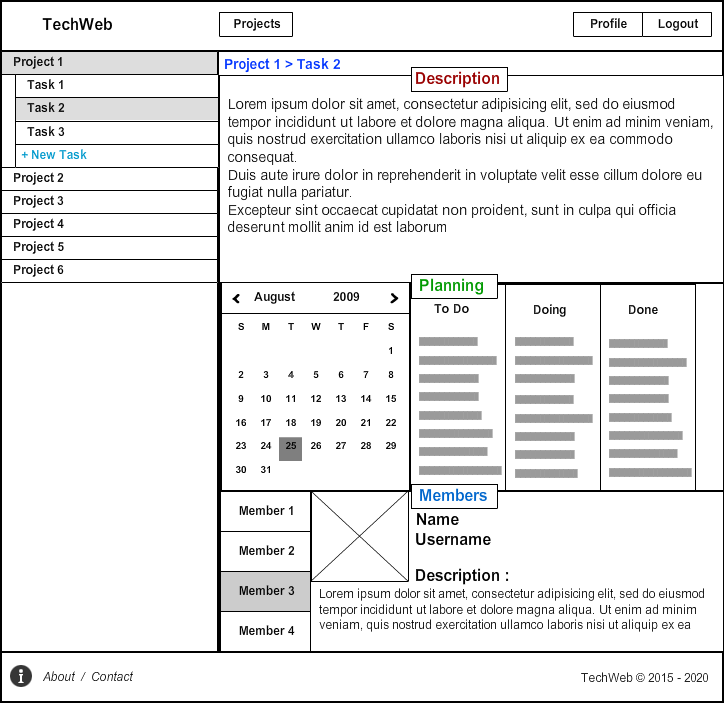 TechWeb
Projects
Profile
Logout
Project 1
Task 1
Task 2
Task 3
+ New Task
Project 2
Project 3
Project 4
Project 5
Project 6
Project 1 > Task 2
Description
Lorem ipsum dolor sit amet, consectetur adipisicing elit, sed do eiusmod
tempor incididunt ut labore et dolore magna aliqua. Ut enim ad minim veniam,
quis nostrud exercitation ullamco laboris nisi ut aliquip ex ea commodo
consequat.
Duis aute irure dolor in reprehenderit in voluptate velit esse cillum dolore eu
fugiat nulla pariatur.
Excepteur sint occaecat cupidatat non proident, sunt in culpa qui officia
deserunt mollit anim id est laborum
August 2009
S M T W T F S
1
2 3 4 5 6 7 8
9 10 11 12 13 14 15
16 17 18 19 20 21 22
23 24 25 26 27 28 29
30 31
Planning
To Do
Doing
Done
Member 1
Member 2
Member 3
Member 4
Members
Name
Username
Description :
Lorem ipsum dolor sit amet, consectetur adipisicing elit, sed do eiusmod
tempor incididunt ut labore et dolore magna aliqua. Ut enim ad minim
veniam, quis nostrud exercitation ullamco laboris nisi ut aliquip ex ea
i About / Contact
TechWeb © 2015 - 2020